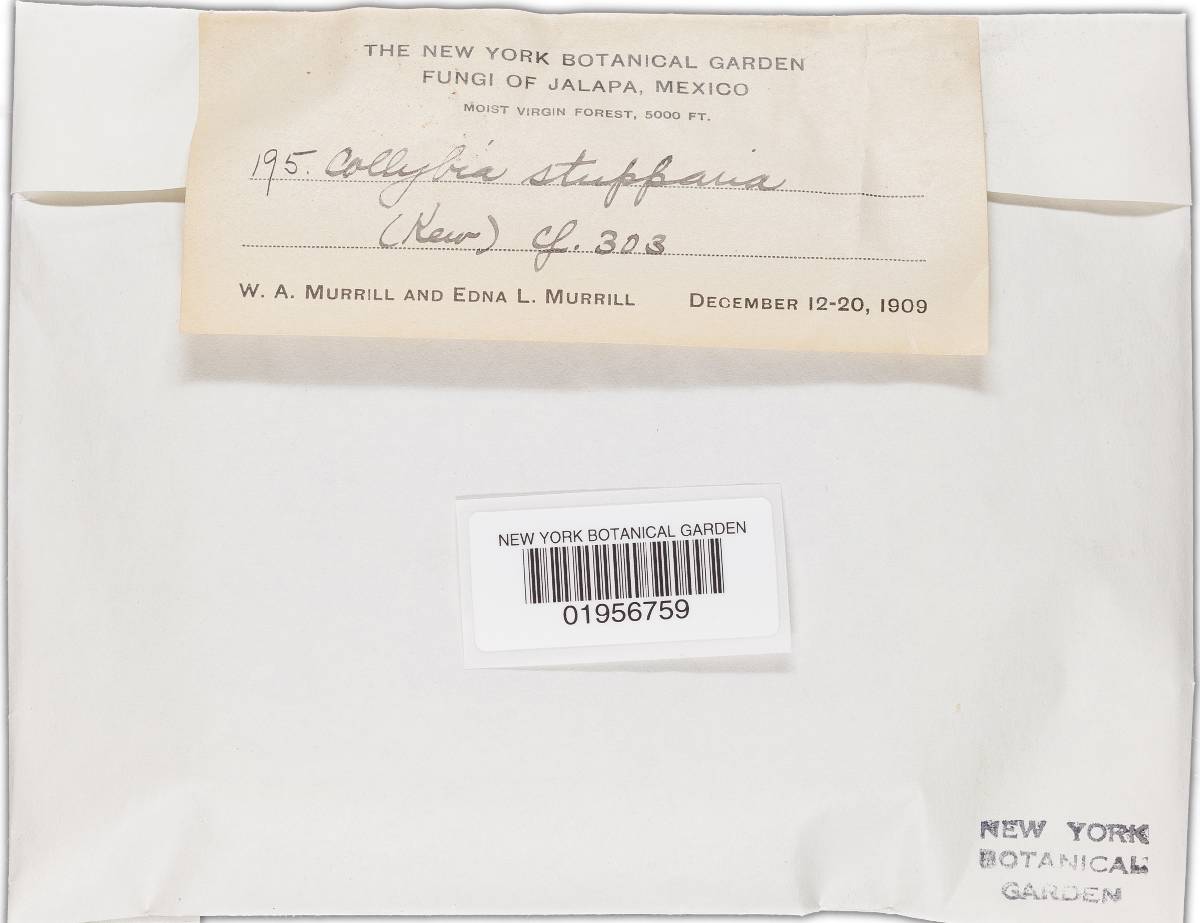 THE NEW YORK BOTANICAL GARDEN
FUNGI OF JALAPA, MEXICO
MOIST VIRGIN FOREST, 5000 FT.
195. Collybia stupparia
(Kew) Cf. 303
W. A. MURRILL AND EDNA L. MURRILL DECEMBER 12-20, 1909
NEW YORK BOTANICAL GARDEN
01956759
NEW YORK
BOTANICAL
GARDEN